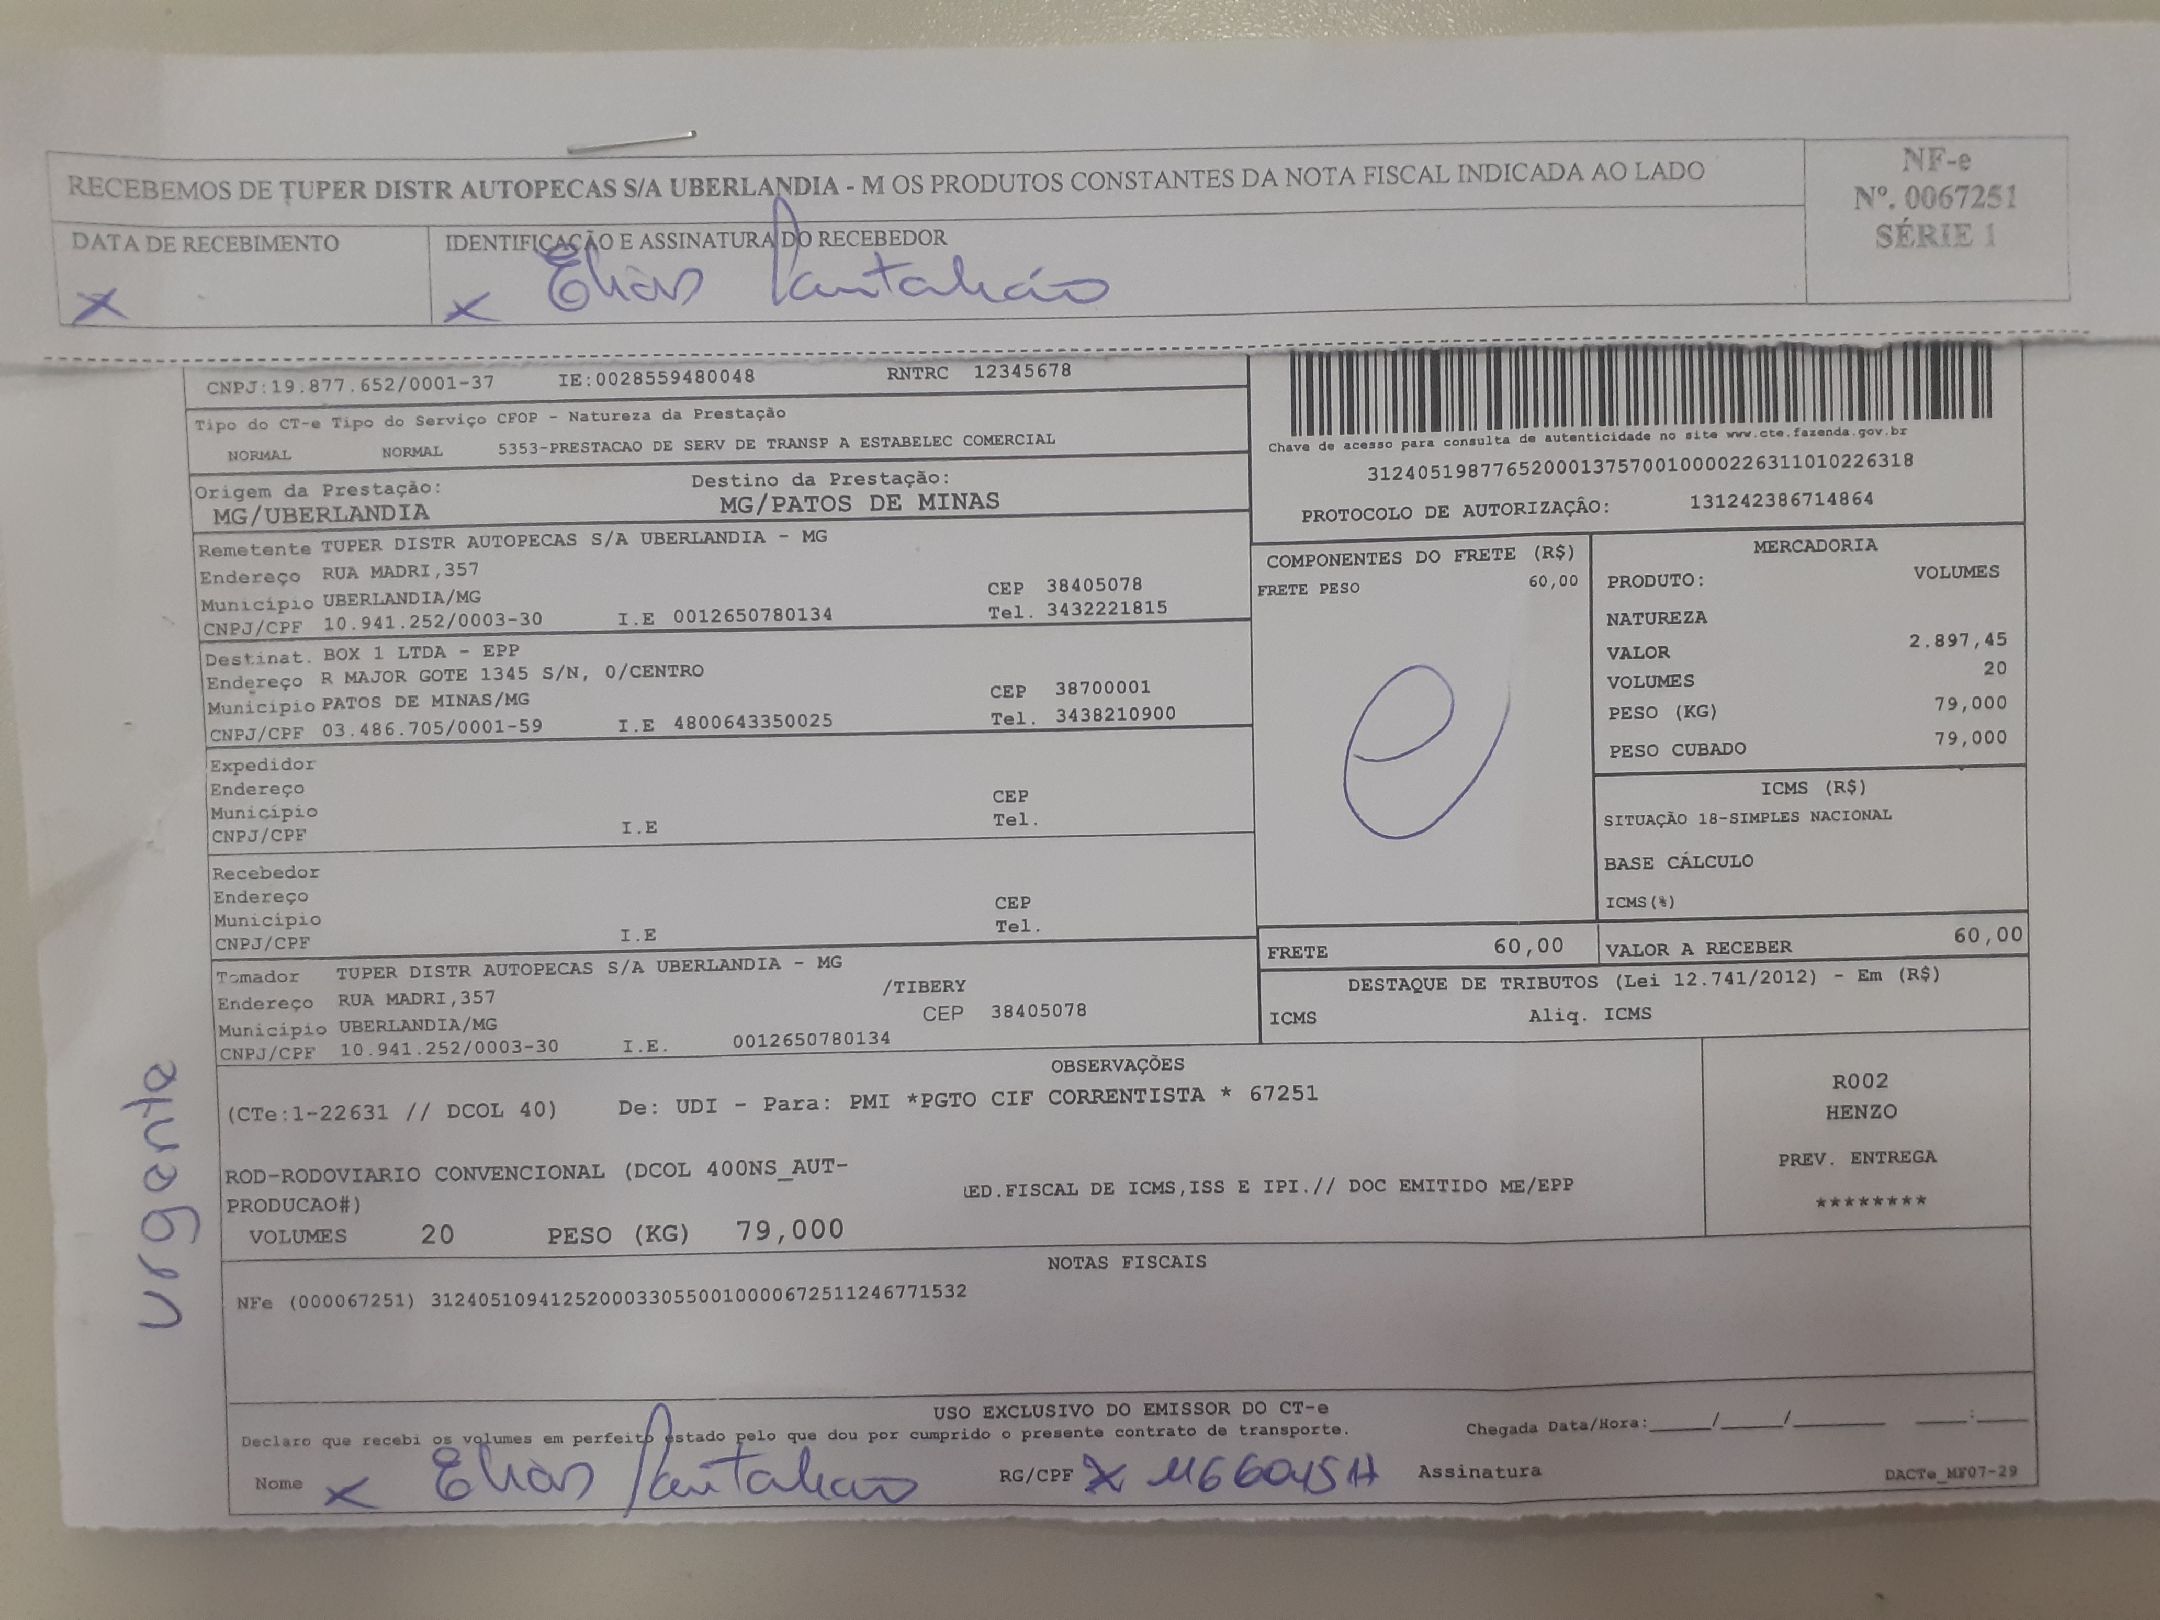 RECEBEMOS DE TUPER DISTR AUTOPECAS S/A UBERLANDIA - M OS PRODUTOS CONSTANTES DA NOTA FISCAL INDICADA AO LADO
NF-e
Nº. 0067251
SÉRIE 1
DATA DE RECEBIMENTO
IDENTIFICAÇÃO E ASSINATURA DO RECEBEDOR
X
X Elias Pantaleão
CNPJ:19.877.652/0001-37 IE:0028559480048 RNTRC 12345678
Tipo do CT-e Tipo do Serviço CFOP - Natureza da Prestação
NORMAL NORMAL 5353-PRESTACAO DE SERV DE TRANSP A ESTABELEC COMERCIAL
Chave de acesso para consulta de autenticidade no site www.cte.fazenda.gov.br
31240519877652000137570010000226311010226318
PROTOCOLO DE AUTORIZAÇÂO: 131242386714864
Origem da Prestação: Destino da Prestação:
MG/UBERLANDIA MG/PATOS DE MINAS
Remetente TUPER DISTR AUTOPECAS S/A UBERLANDIA - MG
Endereço RUA MADRI,357
Município UBERLANDIA/MG CEP 38405078
CNPJ/CPF 10.941.252/0003-30 I.E 0012650780134 Tel. 3432221815
Destinat. BOX 1 LTDA - EPP
Endereço R MAJOR GOTE 1345 S/N, 0/CENTRO
Município PATOS DE MINAS/MG CEP 38700001
CNPJ/CPF 03.486.705/0001-59 I.E 4800643350025 Tel. 3438210900
Expedidor
Endereço
Município CEP
CNPJ/CPF I.E Tel.
Recebedor
Endereço
Município CEP
CNPJ/CPF I.E Tel.
Tomador TUPER DISTR AUTOPECAS S/A UBERLANDIA - MG
Endereço RUA MADRI,357 /TIBERY
Município UBERLANDIA/MG CEP 38405078
CNPJ/CPF 10.941.252/0003-30 I.E. 0012650780134
COMPONENTES DO FRETE (R$)
FRETE PESO 60,00
e
FRETE 60,00
MERCADORIA
PRODUTO: VOLUMES
NATUREZA
VALOR 2.897,45
VOLUMES 20
PESO (KG) 79,000
PESO CUBADO 79,000
ICMS (R$)
SITUAÇÃO 18-SIMPLES NACIONAL
BASE CÁLCULO
ICMS(%)
VALOR A RECEBER 60,00
DESTAQUE DE TRIBUTOS (Lei 12.741/2012) - Em (R$)
ICMS Aliq. ICMS
OBSERVAÇÕES
(CTe:1-22631 // DCOL 40) De: UDI - Para: PMI *PGTO CIF CORRENTISTA * 67251
ROD-RODOVIARIO CONVENCIONAL (DCOL 400NS_AUT-
PRODUCAO#) ED.FISCAL DE ICMS,ISS E IPI.// DOC EMITIDO ME/EPP
VOLUMES 20 PESO (KG) 79,000
R002
HENZO
PREV. ENTREGA
********
urgente
NOTAS FISCAIS
NFe (000067251) 31240510941252000330550010000672511246771532
USO EXCLUSIVO DO EMISSOR DO CT-e
Declaro que recebi os volumes em perfeito estado pelo que dou por cumprido o presente contrato de transporte.
Chegada Data/Hora:_____/_____/_______ ____:____
Nome X Elias Pantaleao RG/CPF X Assinatura DACTe_MF07-29